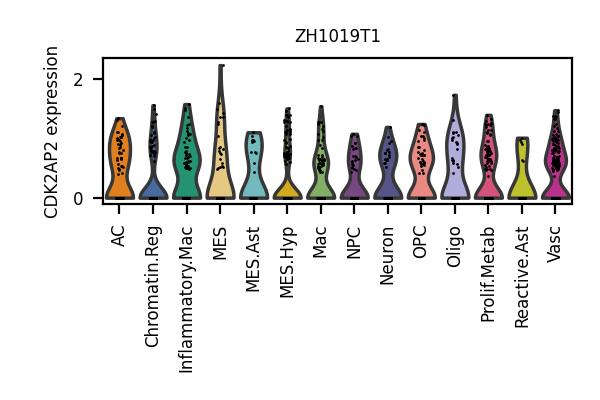 ZH1019T1
CDK2AP2 expression
2
0
AC
Chromatin.Reg
Inflammatory.Mac
MES
MES.Ast
MES.Hyp
Mac
NPC
Neuron
OPC
Oligo
Prolif.Metab
Reactive.Ast
Vasc